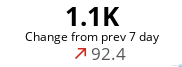 1.1K
Change from prev 7 day
↗ 92.4